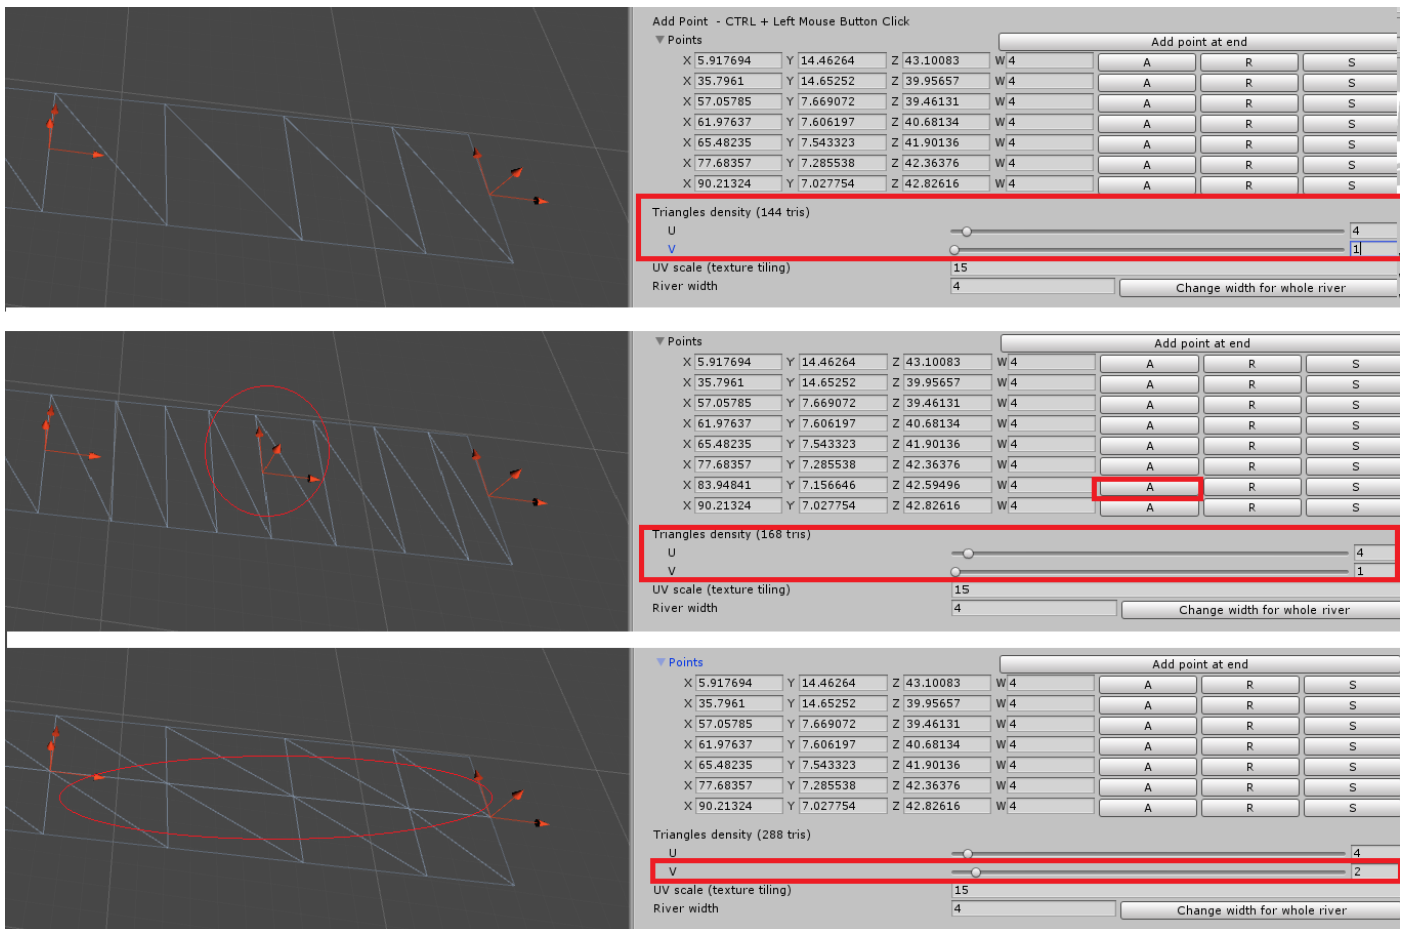 Add Point - CTRL + Left Mouse Button Click
▼ Points Add point at end
X 5.917694 Y 14.46264 Z 43.10083 W 4 A R S
X 35.7961 Y 14.65252 Z 39.95657 W 4 A R S
X 57.05785 Y 7.669072 Z 39.46131 W 4 A R S
X 61.97637 Y 7.606197 Z 40.68134 W 4 A R S
X 65.48235 Y 7.543323 Z 41.90136 W 4 A R S
X 77.68357 Y 7.285538 Z 42.36376 W 4 A R S
X 90.21324 Y 7.027754 Z 42.82616 W 4 A R S
Triangles density (144 tris)
U 4
V 1
UV scale (texture tiling) 15
River width 4 Change width for whole river
▼ Points Add point at end
X 5.917694 Y 14.46264 Z 43.10083 W 4 A R S
X 35.7961 Y 14.65252 Z 39.95657 W 4 A R S
X 57.05785 Y 7.669072 Z 39.46131 W 4 A R S
X 61.97637 Y 7.606197 Z 40.68134 W 4 A R S
X 65.48235 Y 7.543323 Z 41.90136 W 4 A R S
X 77.68357 Y 7.285538 Z 42.36376 W 4 A R S
X 83.94841 Y 7.156646 Z 42.59496 W 4 A R S
X 90.21324 Y 7.027754 Z 42.82616 W 4 A R S
Triangles density (168 tris)
U 4
V 1
UV scale (texture tiling) 15
River width 4 Change width for whole river
▼ Points Add point at end
X 5.917694 Y 14.46264 Z 43.10083 W 4 A R S
X 35.7961 Y 14.65252 Z 39.95657 W 4 A R S
X 57.05785 Y 7.669072 Z 39.46131 W 4 A R S
X 61.97637 Y 7.606197 Z 40.68134 W 4 A R S
X 65.48235 Y 7.543323 Z 41.90136 W 4 A R S
X 77.68357 Y 7.285538 Z 42.36376 W 4 A R S
X 90.21324 Y 7.027754 Z 42.82616 W 4 A R S
Triangles density (288 tris)
U 4
V 2
UV scale (texture tiling) 15
River width 4 Change width for whole river